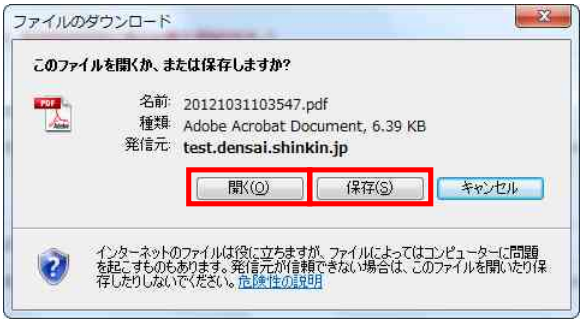 ファイルのダウンロード
このファイルを開くか、または保存しますか?
PDF
Adobe
名前: 20121031103547.pdf
種類: Adobe Acrobat Document, 6.39 KB
発信元: test.densai.shinkin.jp
開く(O) 保存(S) キャンセル
インターネットのファイルは役に立ちますが、ファイルによってはコンピューターに問題
を起こすものもあります。発信元が信頼できない場合は、このファイルを開いたり保
存したりしないでください。危険性の説明